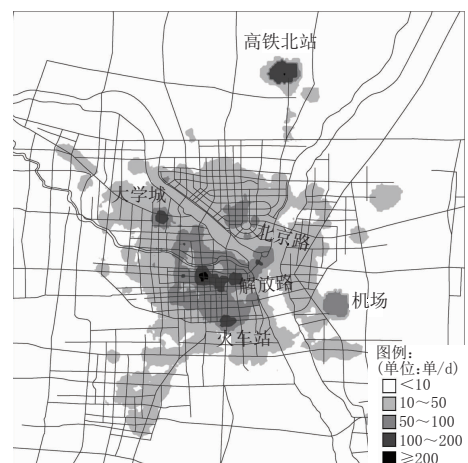 高铁北站
大学城
北京路
解放路
机场
火车站
图例:
(单位:单/d)
<10
10~50
50~100
100~200
≥200